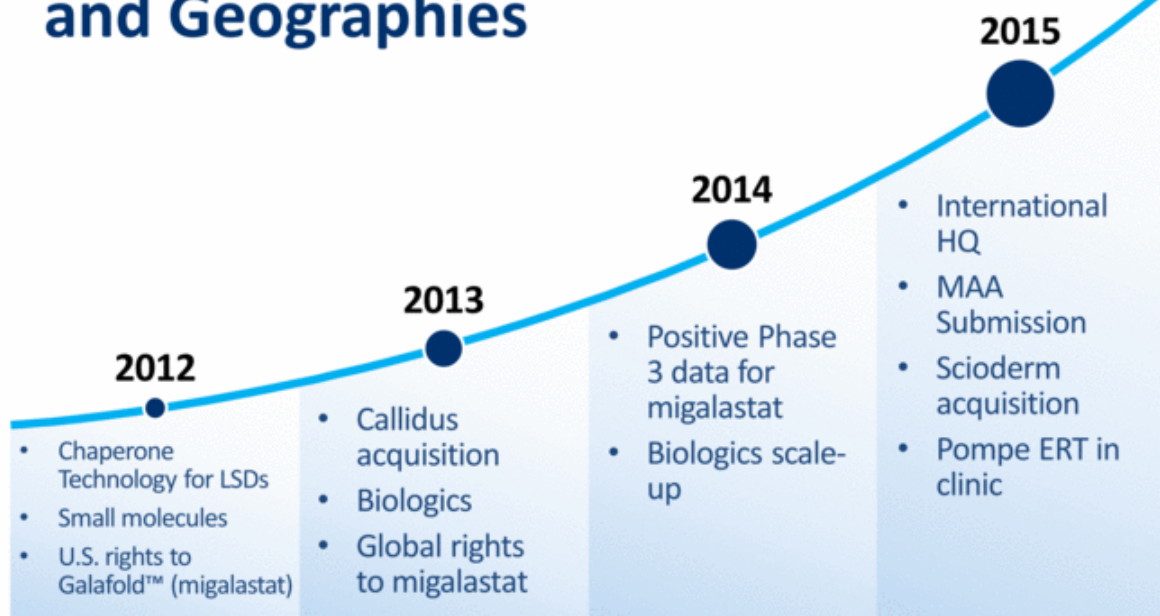 and Geographies
2012
• Chaperone
Technology for LSDs
• Small molecules
• U.S. rights to
Galafold™ (migalastat)
2013
• Callidus
acquisition
• Biologics
• Global rights
to migalastat
2014
• Positive Phase
3 data for
migalastat
• Biologics scale-
up
2015
• International
HQ
• MAA
Submission
• Scioderm
acquisition
• Pompe ERT in
clinic